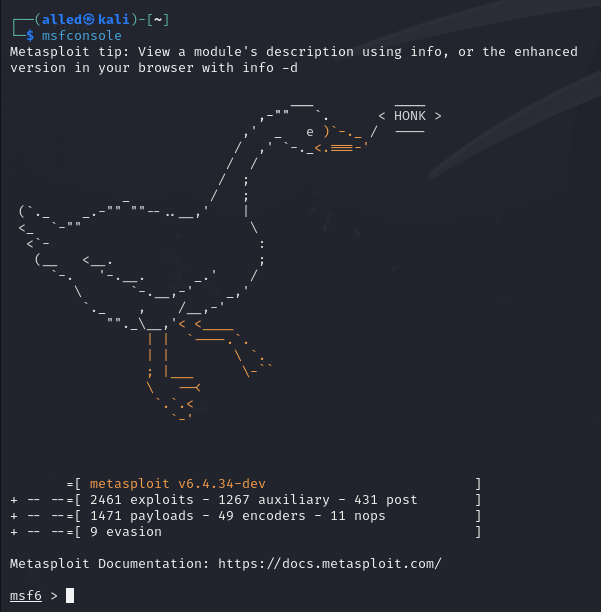 ┌──(alled㉿kali)-[~]
└─$ msfconsole
Metasploit tip: View a module's description using info, or the enhanced
version in your browser with info -d
< HONK >
=[ metasploit v6.4.34-dev ]
+ -- --=[ 2461 exploits - 1267 auxiliary - 431 post ]
+ -- --=[ 1471 payloads - 49 encoders - 11 nops ]
+ -- --=[ 9 evasion ]
Metasploit Documentation: https://docs.metasploit.com/
msf6 >